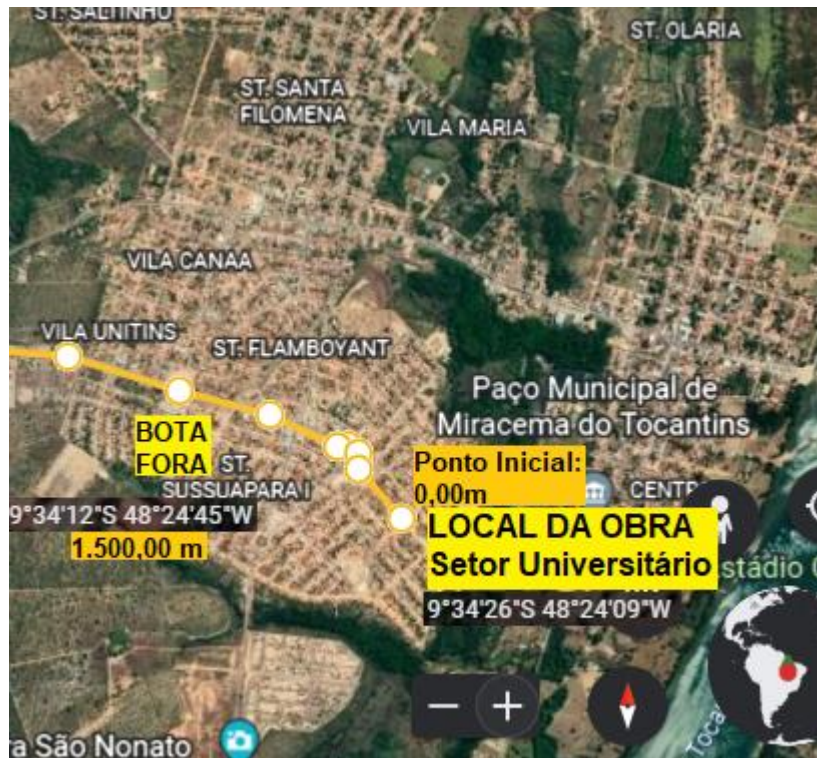 ST. SALTINHO
ST. OLARIA
ST. SANTA
FILOMENA
VILA MARIA
VILA CANAA
VILA UNITINS
ST. FLAMBOYANT
Paço Municipal de
Miracema do Tocantins
BOTA
FORA
ST.
SUSSUAPARA I
Ponto Inicial:
0,00m
CENTR
9°34'12"S 48°24'45"W
1.500,00 m
LOCAL DA OBRA
Setor Universitário
stádio
9°34'26"S 48°24'09"W
Toca
a São Nonato